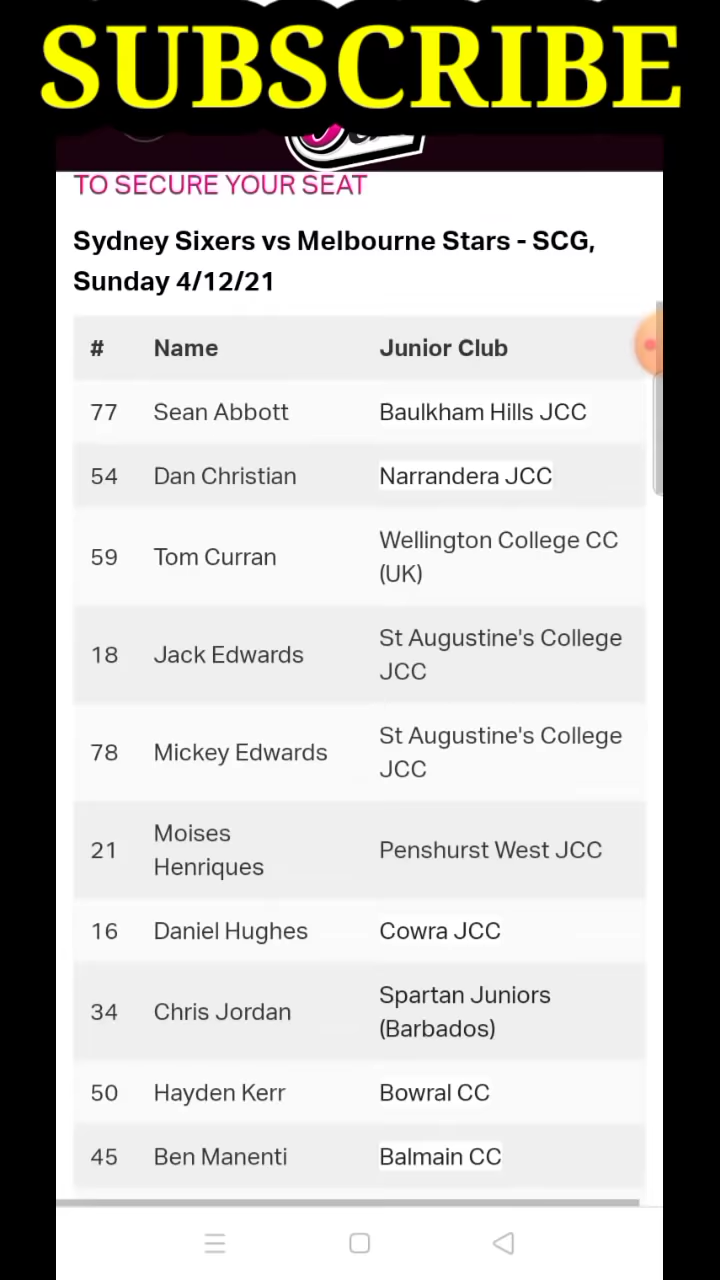 SUBSCRIBE
TO SECURE YOUR SEAT
Sydney Sixers vs Melbourne Stars - SCG,
Sunday 4/12/21
# Name Junior Club
77 Sean Abbott Baulkham Hills JCC
54 Dan Christian Narrandera JCC
59 Tom Curran Wellington College CC
(UK)
18 Jack Edwards St Augustine's College
JCC
78 Mickey Edwards St Augustine's College
JCC
21 Moises
Henriques Penshurst West JCC
16 Daniel Hughes Cowra JCC
34 Chris Jordan Spartan Juniors
(Barbados)
50 Hayden Kerr Bowral CC
45 Ben Manenti Balmain CC